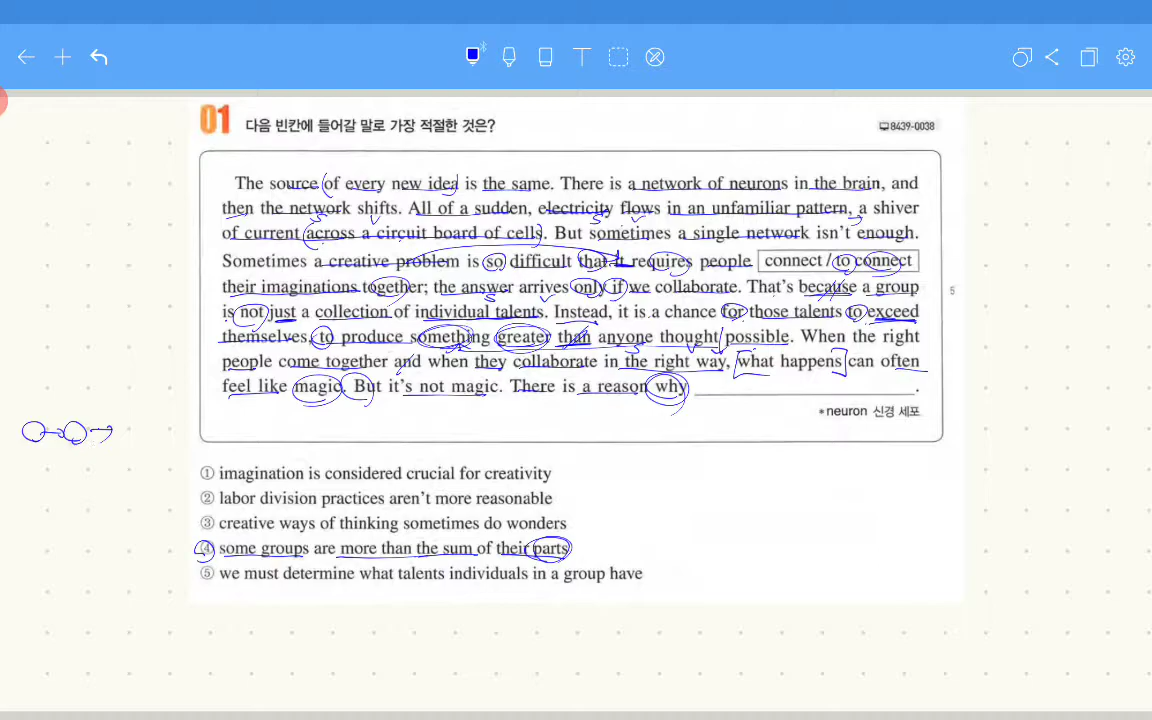 01 다음 빈칸에 들어갈 말로 가장 적절한 것은?
8439-0038
The source of every new idea is the same. There is a network of neurons in the brain, and
then the network shifts. All of a sudden, electricity flows in an unfamiliar pattern, a shiver
of current across a circuit board of cells. But sometimes a single network isn't enough.
Sometimes a creative problem is so difficult that it requires people connect / to connect
their imaginations together; the answer arrives only if we collaborate. That's because a group
5
is not just a collection of individual talents. Instead, it is a chance for those talents to exceed
themselves, to produce something greater than anyone thought possible. When the right
people come together and when they collaborate in the right way, what happens can often
feel like magic. But it's not magic. There is a reason why ____________.
*neuron 신경 세포
① imagination is considered crucial for creativity
② labor division practices aren't more reasonable
③ creative ways of thinking sometimes do wonders
④ some groups are more than the sum of their parts
⑤ we must determine what talents individuals in a group have